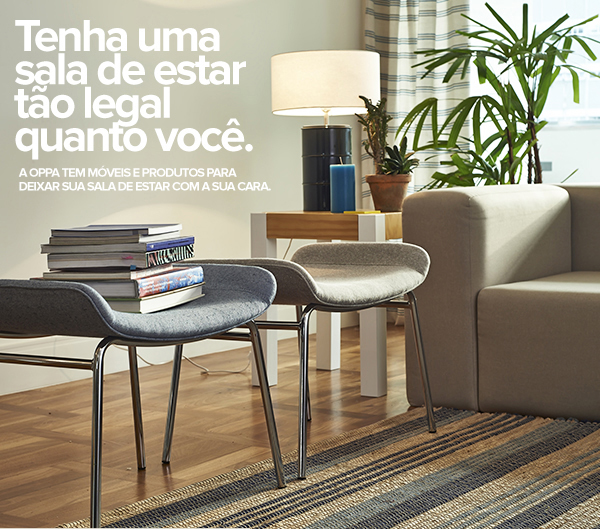 Tenha uma
sala de estar
tão legal
quanto você.
A OPPA TEM MÓVEIS E PRODUTOS PARA
DEIXAR SUA SALA DE ESTAR COM A SUA CARA.